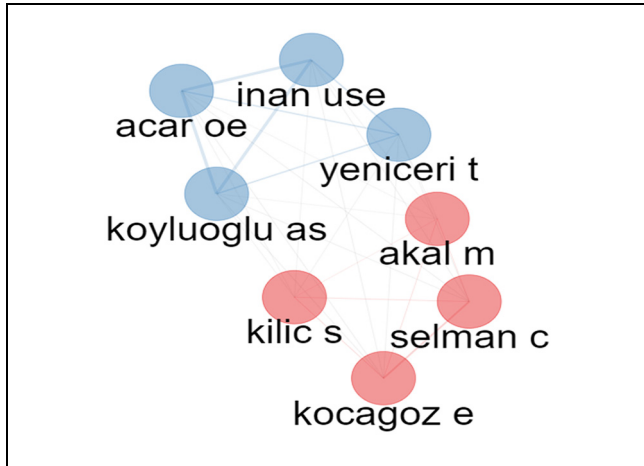 inan use
acar oe
yeniceri t
koyluoglu as
akal m
kilic s
selman c
kocagoz e